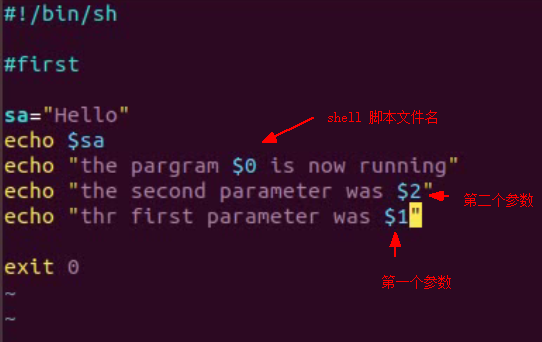 #!/bin/sh
#first
sa="Hello"
echo $sa
shell 脚本文件名
echo "the pargram $0 is now running"
echo "the second parameter was $2"
第二个参数
echo "thr first parameter was $1"
第一个参数
exit 0
~
~